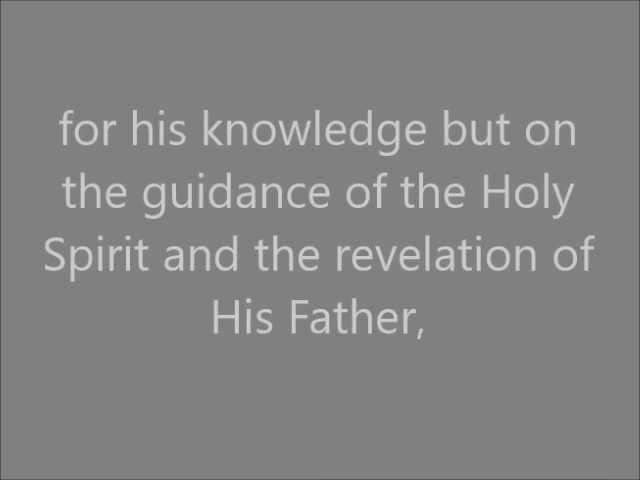 for his knowledge but on
the guidance of the Holy
Spirit and the revelation of
His Father,